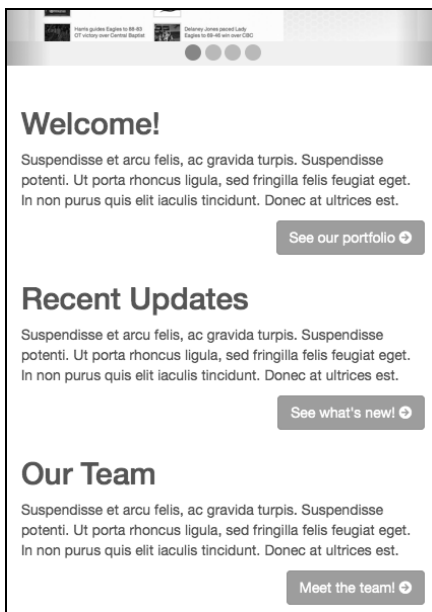 Harris guides Eagles to 88-83
OT victory over Central Baptist
Delaney Jones paced Lady
Eagles to 69-46 win over CBC
Welcome!
Suspendisse et arcu felis, ac gravida turpis. Suspendisse
potenti. Ut porta rhoncus ligula, sed fringilla felis feugiat eget.
In non purus quis elit iaculis tincidunt. Donec at ultrices est.
See our portfolio
Recent Updates
Suspendisse et arcu felis, ac gravida turpis. Suspendisse
potenti. Ut porta rhoncus ligula, sed fringilla felis feugiat eget.
In non purus quis elit iaculis tincidunt. Donec at ultrices est.
See what's new!
Our Team
Suspendisse et arcu felis, ac gravida turpis. Suspendisse
potenti. Ut porta rhoncus ligula, sed fringilla felis feugiat eget.
In non purus quis elit iaculis tincidunt. Donec at ultrices est.
Meet the team!